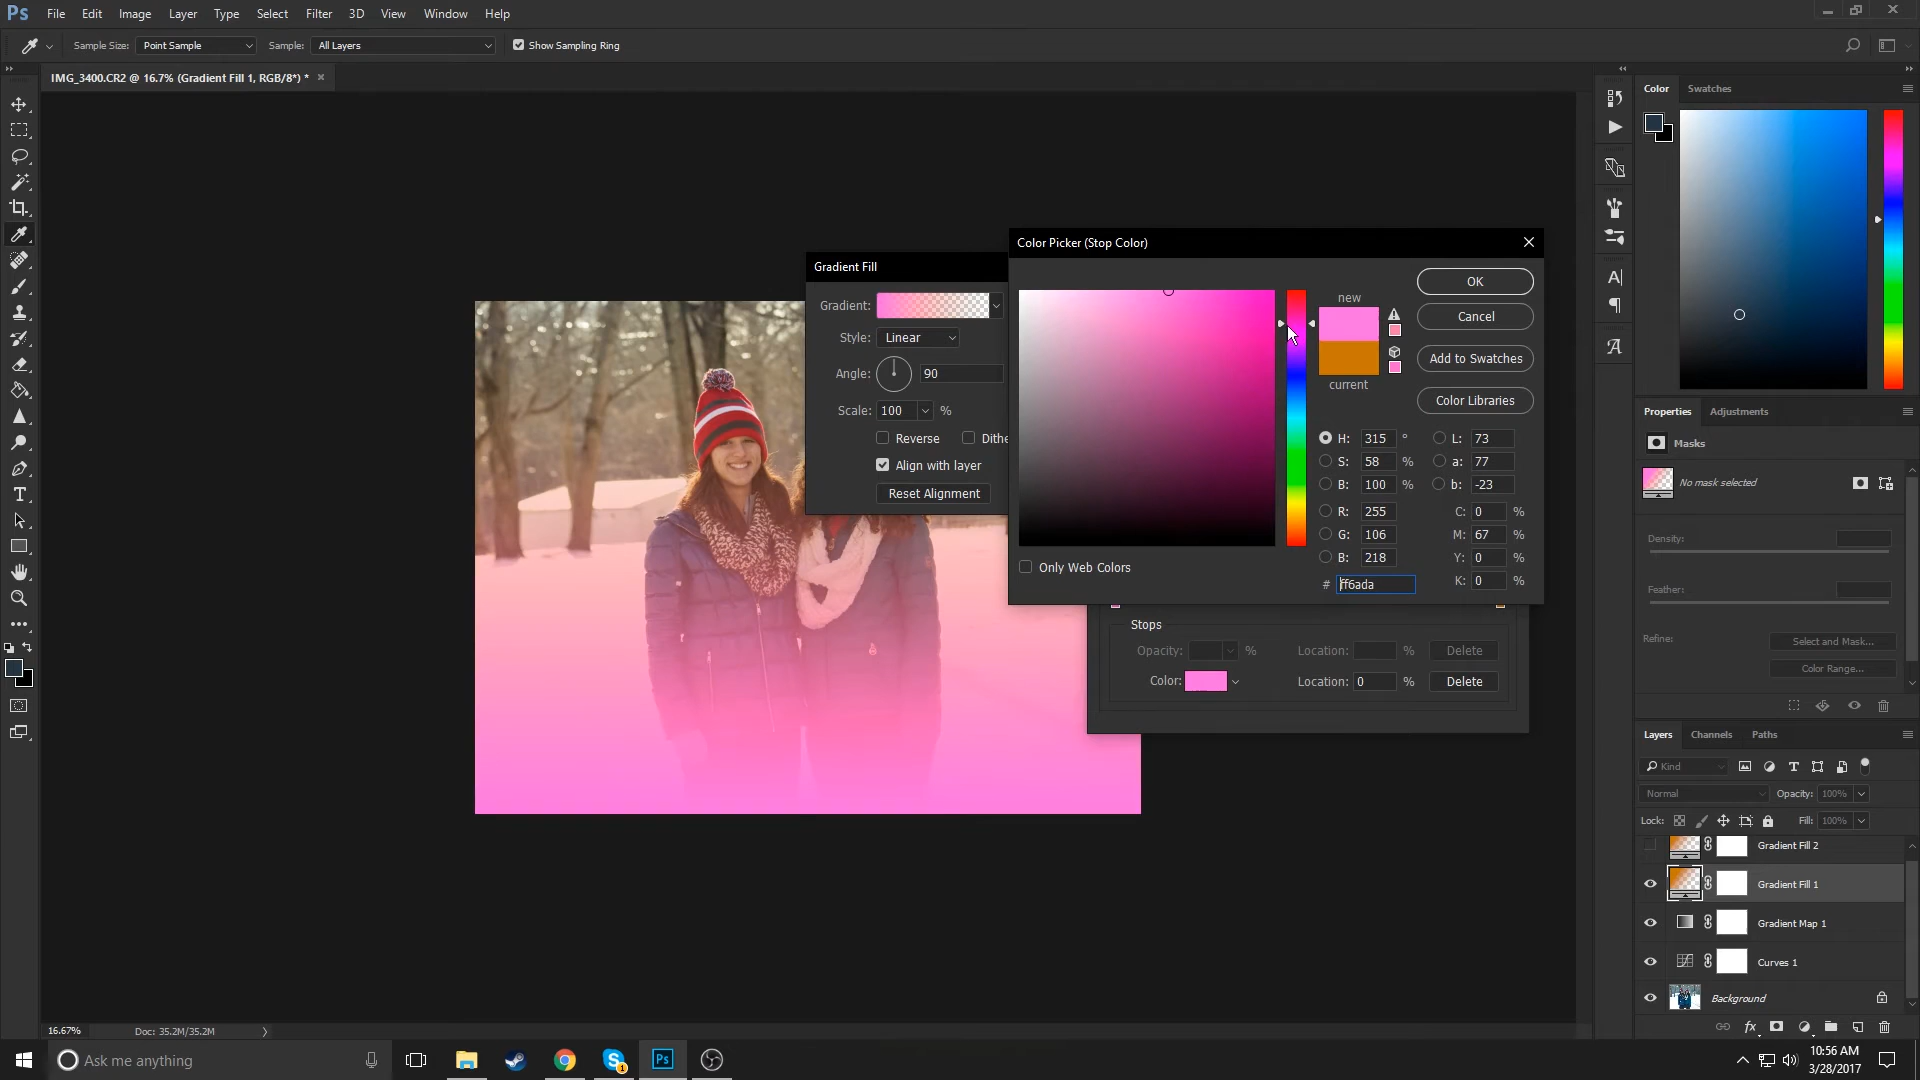 Ps File Edit Image Layer Type Select Filter 3D View Window Help
Sample Size: Point Sample Sample: All Layers Show Sampling Ring
IMG_3400.CR2 @ 16.7% (Gradient Fill 1, RGB/8*) * ×
Color Swatches
Color Picker (Stop Color)
Gradient Fill
Gradient:
Style: Linear
Angle: 90
Scale: 100 %
Reverse Dithe
Align with layer
Reset Alignment
new
current
OK
Cancel
Add to Swatches
Color Libraries
H: 315 ° L: 73
S: 58 % a: 77
B: 100 % b: -23
R: 255 C: 0 %
G: 106 M: 67 %
B: 218 Y: 0 %
# ff6ada K: 0 %
Only Web Colors
Stops
Opacity: % Location: % Delete
Color: Location: 0 % Delete
Properties Adjustments
Masks
No mask selected
Density:
Feather:
Refine: Select and Mask...
Color Range...
Layers Channels Paths
Kind
Normal Opacity: 100%
Lock: Fill: 100%
Gradient Fill 2
Gradient Fill 1
Gradient Map 1
Curves 1
Background
fx
16.67% Doc: 35.2M/35.2M
Ask me anything
S 1
Ps
10:56 AM
3/28/2017